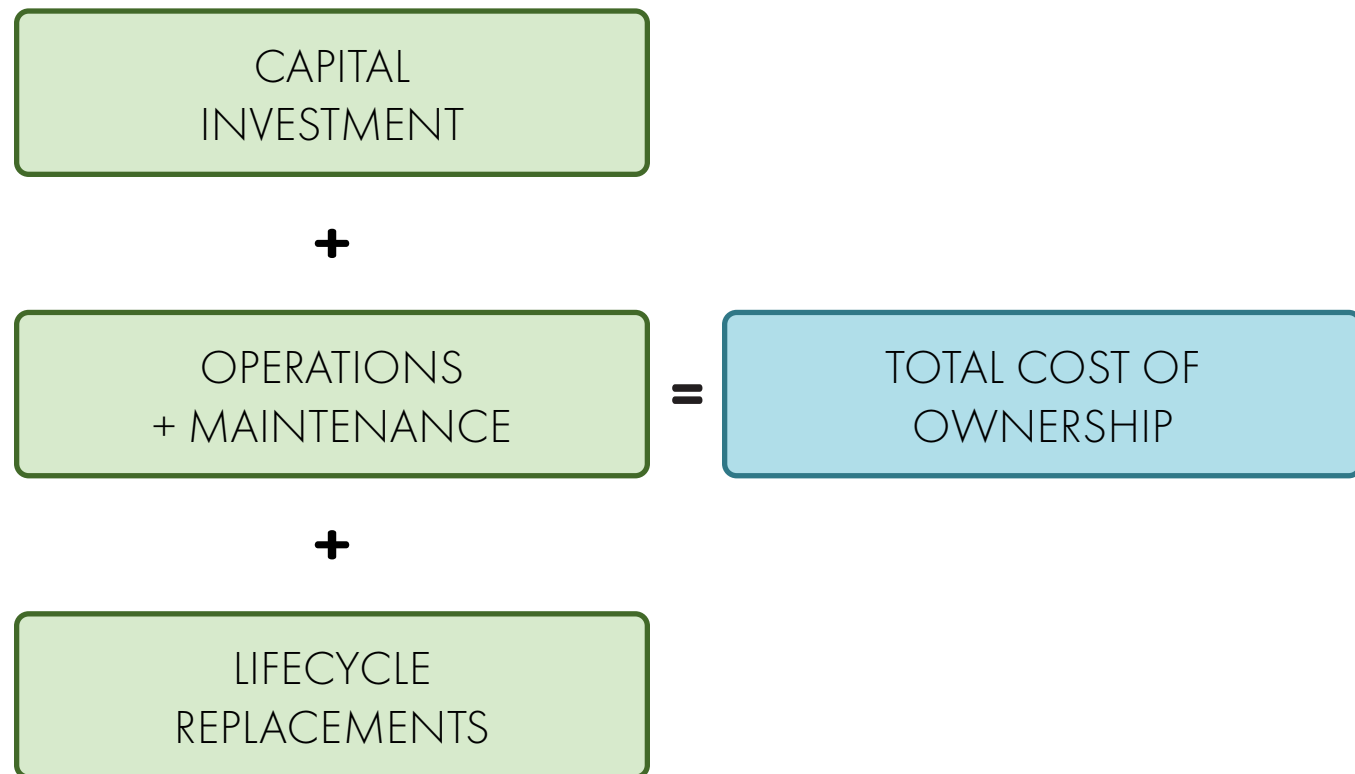 CAPITAL
INVESTMENT
+
OPERATIONS
+ MAINTENANCE
=
TOTAL COST OF
OWNERSHIP
+
LIFECYCLE
REPLACEMENTS